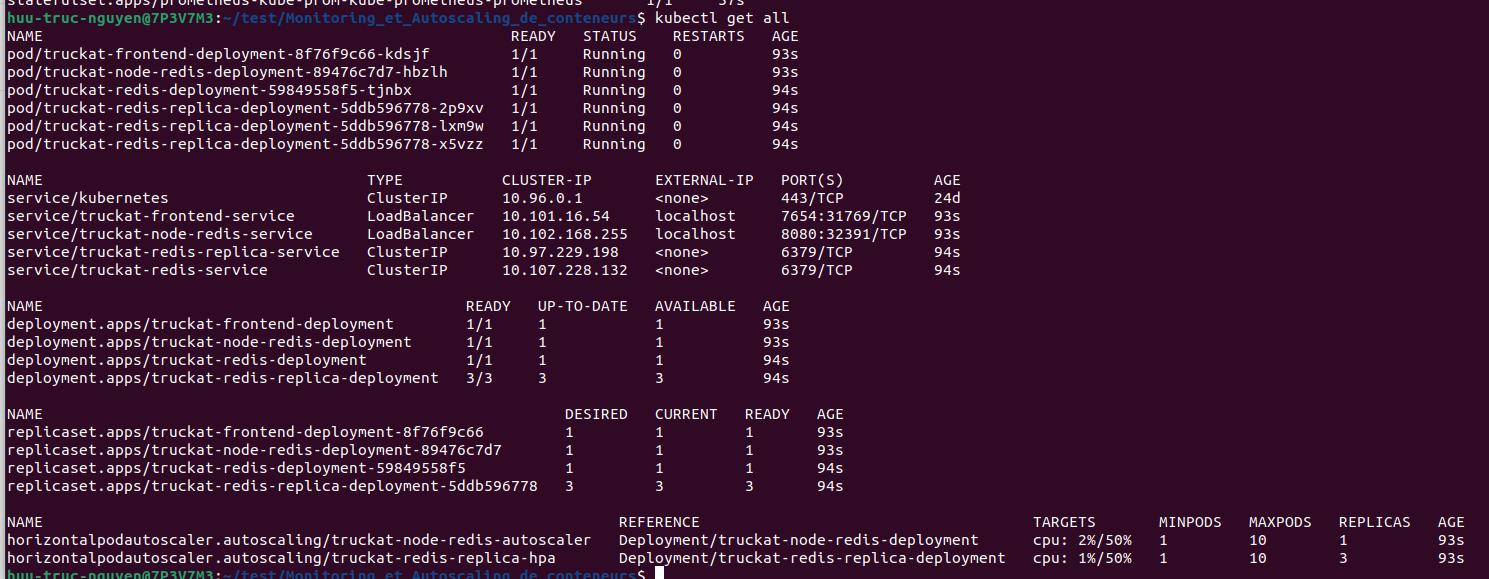 statefulset.apps/prometheus-kube-prom-kube-prometheus-prometheus 1/1 57s
huu-truc-nguyen@7P3V7M3:~/test/Monitoring_et_Autoscaling_de_conteneurs$ kubectl get all
NAME READY STATUS RESTARTS AGE
pod/truckat-frontend-deployment-8f76f9c66-kdsjf 1/1 Running 0 93s
pod/truckat-node-redis-deployment-89476c7d7-hbzlh 1/1 Running 0 93s
pod/truckat-redis-deployment-59849558f5-tjnbx 1/1 Running 0 94s
pod/truckat-redis-replica-deployment-5ddb596778-2p9xv 1/1 Running 0 94s
pod/truckat-redis-replica-deployment-5ddb596778-lxm9w 1/1 Running 0 94s
pod/truckat-redis-replica-deployment-5ddb596778-x5vzz 1/1 Running 0 94s
NAME TYPE CLUSTER-IP EXTERNAL-IP PORT(S) AGE
service/kubernetes ClusterIP 10.96.0.1 <none> 443/TCP 24d
service/truckat-frontend-service LoadBalancer 10.101.16.54 localhost 7654:31769/TCP 93s
service/truckat-node-redis-service LoadBalancer 10.102.168.255 localhost 8080:32391/TCP 93s
service/truckat-redis-replica-service ClusterIP 10.97.229.198 <none> 6379/TCP 94s
service/truckat-redis-service ClusterIP 10.107.228.132 <none> 6379/TCP 94s
NAME READY UP-TO-DATE AVAILABLE AGE
deployment.apps/truckat-frontend-deployment 1/1 1 1 93s
deployment.apps/truckat-node-redis-deployment 1/1 1 1 93s
deployment.apps/truckat-redis-deployment 1/1 1 1 94s
deployment.apps/truckat-redis-replica-deployment 3/3 3 3 94s
NAME DESIRED CURRENT READY AGE
replicaset.apps/truckat-frontend-deployment-8f76f9c66 1 1 1 93s
replicaset.apps/truckat-node-redis-deployment-89476c7d7 1 1 1 93s
replicaset.apps/truckat-redis-deployment-59849558f5 1 1 1 94s
replicaset.apps/truckat-redis-replica-deployment-5ddb596778 3 3 3 94s
NAME REFERENCE TARGETS MINPODS MAXPODS REPLICAS AGE
horizontalpodautoscaler.autoscaling/truckat-node-redis-autoscaler Deployment/truckat-node-redis-deployment cpu: 2%/50% 1 10 1 93s
horizontalpodautoscaler.autoscaling/truckat-redis-replica-hpa Deployment/truckat-redis-replica-deployment cpu: 1%/50% 1 10 3 93s
huu-truc-nguyen@7P3V7M3:~/test/Monitoring_et_Autoscaling_de_conteneurs$